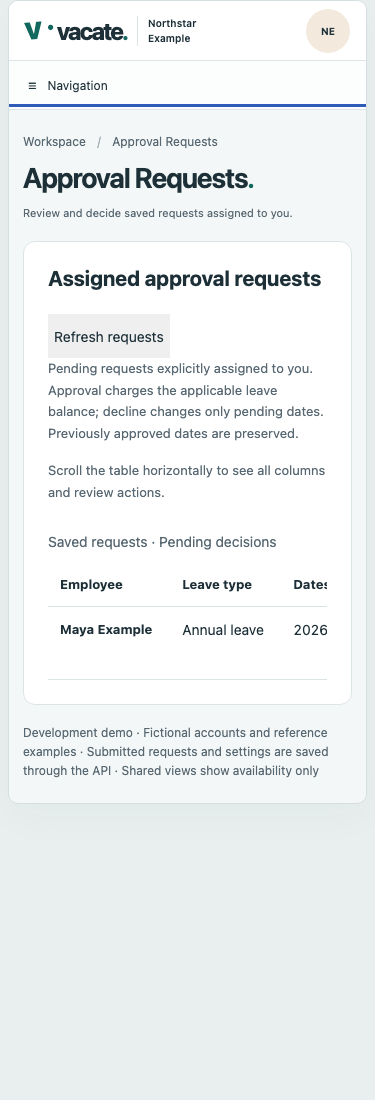 vacate.
Northstar
Example
NE
≡ Navigation
Workspace / Approval Requests
Approval Requests.
Review and decide saved requests assigned to you.
Assigned approval requests
Refresh requests
Pending requests explicitly assigned to you.
Approval charges the applicable leave
balance; decline changes only pending dates.
Previously approved dates are preserved.
Scroll the table horizontally to see all columns
and review actions.
Saved requests · Pending decisions
Employee Leave type Dates
Maya Example Annual leave 2026
Development demo · Fictional accounts and reference
examples · Submitted requests and settings are saved
through the API · Shared views show availability only